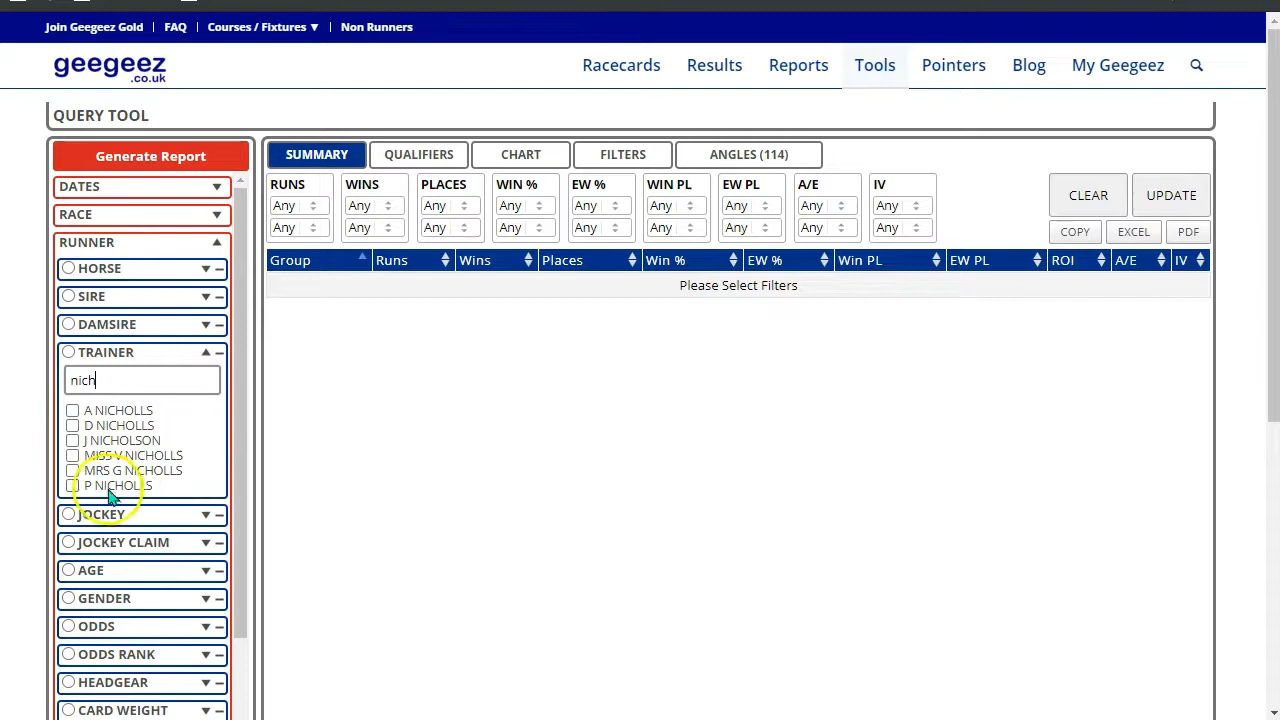 Join Geegeez Gold | FAQ | Courses / Fixtures ▼ | Non Runners
geegeez
.co.uk
Racecards Results Reports Tools Pointers Blog My Geegeez
QUERY TOOL
Generate Report
DATES
RACE
RUNNER
HORSE
SIRE
DAMSIRE
TRAINER
nich
A NICHOLLS
D NICHOLLS
J NICHOLSON
MISS V NICHOLLS
MRS G NICHOLLS
P NICHOLLS
JOCKEY
JOCKEY CLAIM
AGE
GENDER
ODDS
ODDS RANK
HEADGEAR
CARD WEIGHT
SUMMARY QUALIFIERS CHART FILTERS ANGLES (114)
RUNS WINS PLACES WIN % EW % WIN PL EW PL A/E IV
Any Any Any Any Any Any Any Any Any
Any Any Any Any Any Any Any Any Any
CLEAR UPDATE
COPY EXCEL PDF
Group Runs Wins Places Win % EW % Win PL EW PL ROI A/E IV
Please Select Filters